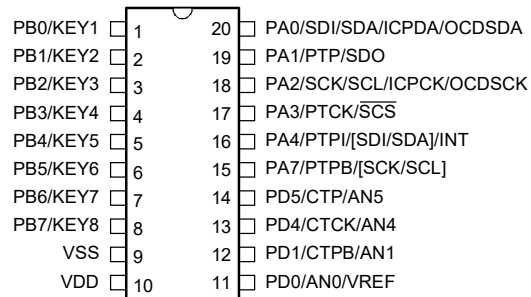 PB0/KEY1 1 20 PA0/SDI/SDA/ICPDA/OCDSDA
PB1/KEY2 2 19 PA1/PTP/SDO
PB2/KEY3 3 18 PA2/SCK/SCL/ICPCK/OCDSCK
PB3/KEY4 4 17 PA3/PTCK/SCS
PB4/KEY5 5 16 PA4/PTPI/[SDI/SDA]/INT
PB5/KEY6 6 15 PA7/PTPB/[SCK/SCL]
PB6/KEY7 7 14 PD5/CTP/AN5
PB7/KEY8 8 13 PD4/CTCK/AN4
VSS 9 12 PD1/CTPB/AN1
VDD 10 11 PD0/AN0/VREF